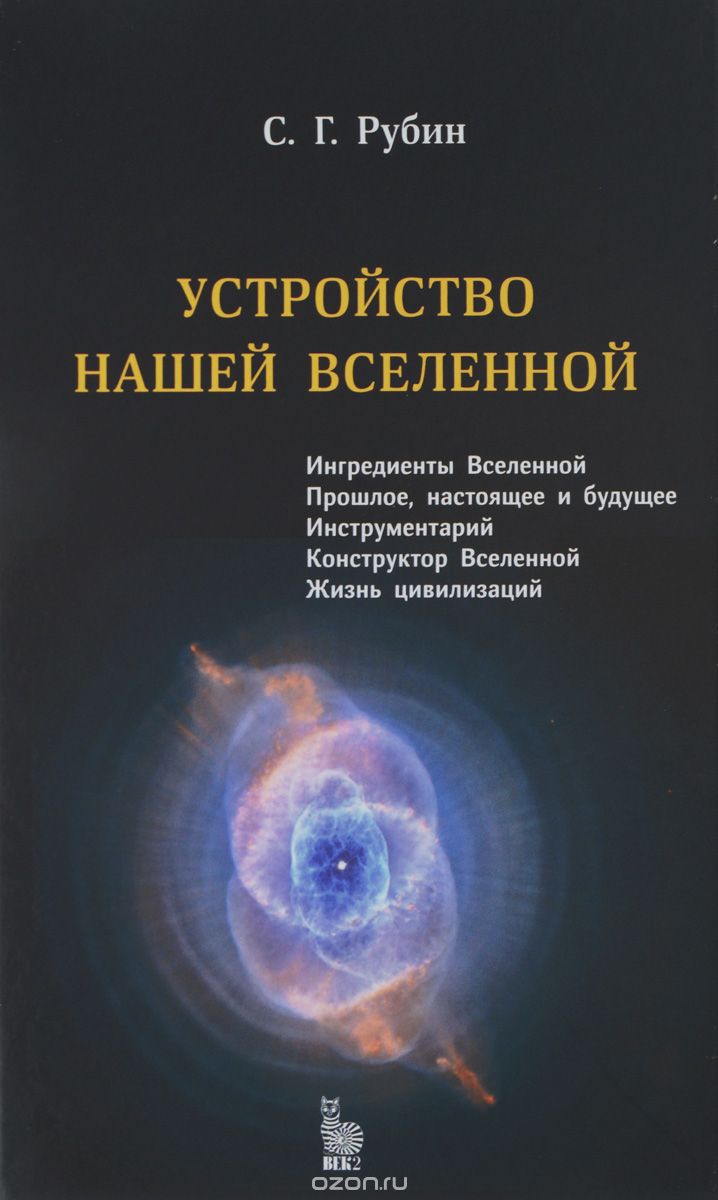 С. Г. Рубин
УСТРОЙСТВО
НАШЕЙ ВСЕЛЕННОЙ
Ингредиенты Вселенной
Прошлое, настоящее и будущее
Инструментарий
Конструктор Вселенной
Жизнь цивилизаций
ВЕК2
ozon.ru